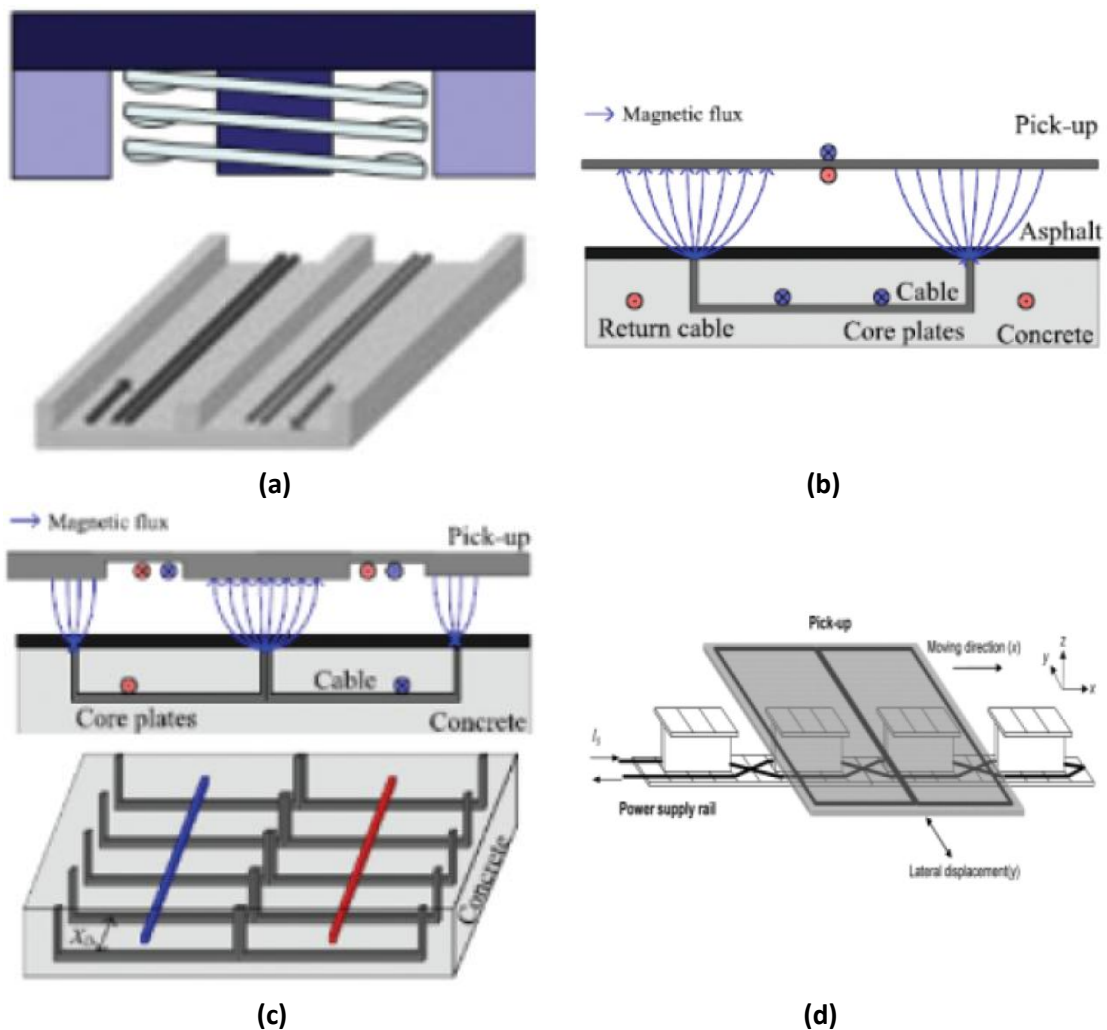 (a)
→ Magnetic flux
Pick-up
Asphalt
Cable
Return cable
Core plates
Concrete
(b)
→ Magnetic flux
Pick-up
Cable
Core plates
Concrete
Concrete
(c)
Pick-up
Moving direction (x)
z
y
x
Is
Power supply rail
Lateral displacement(y)
(d)